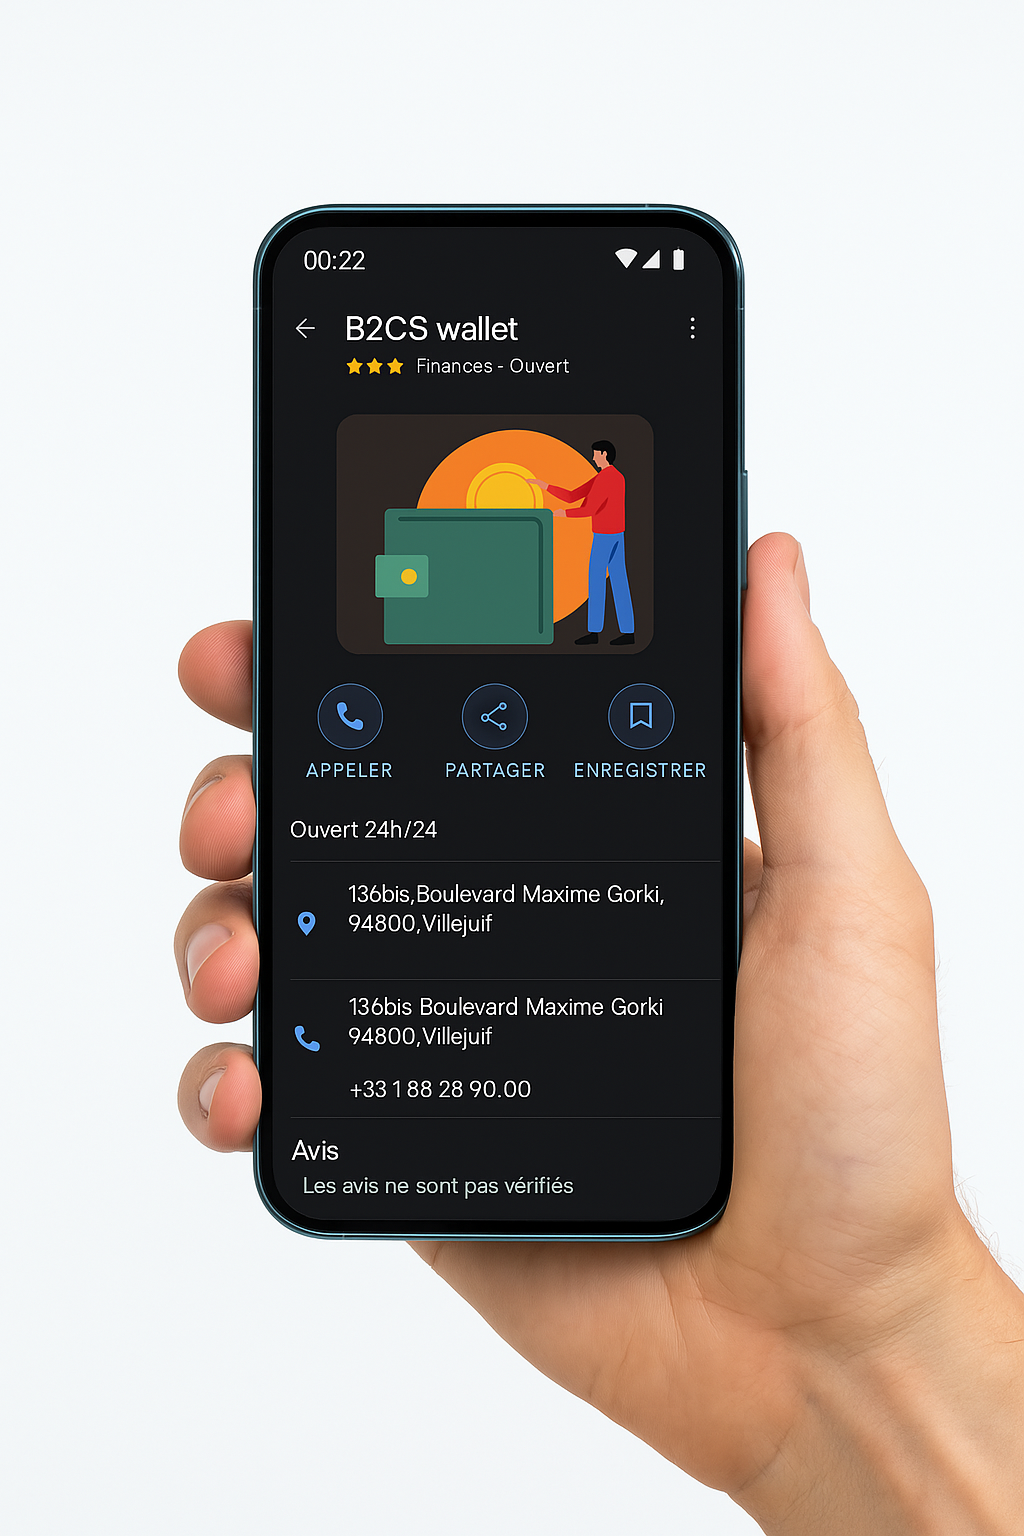 00:22
B2CS wallet
Finances - Ouvert
APPELER
PARTAGER
ENREGISTRER
Ouvert 24h/24
136bis,Boulevard Maxime Gorki,
94800,Villejuif
136bis Boulevard Maxime Gorki
94800,Villejuif
+33 1 88 28 90.00
Avis
Les avis ne sont pas vérifiés